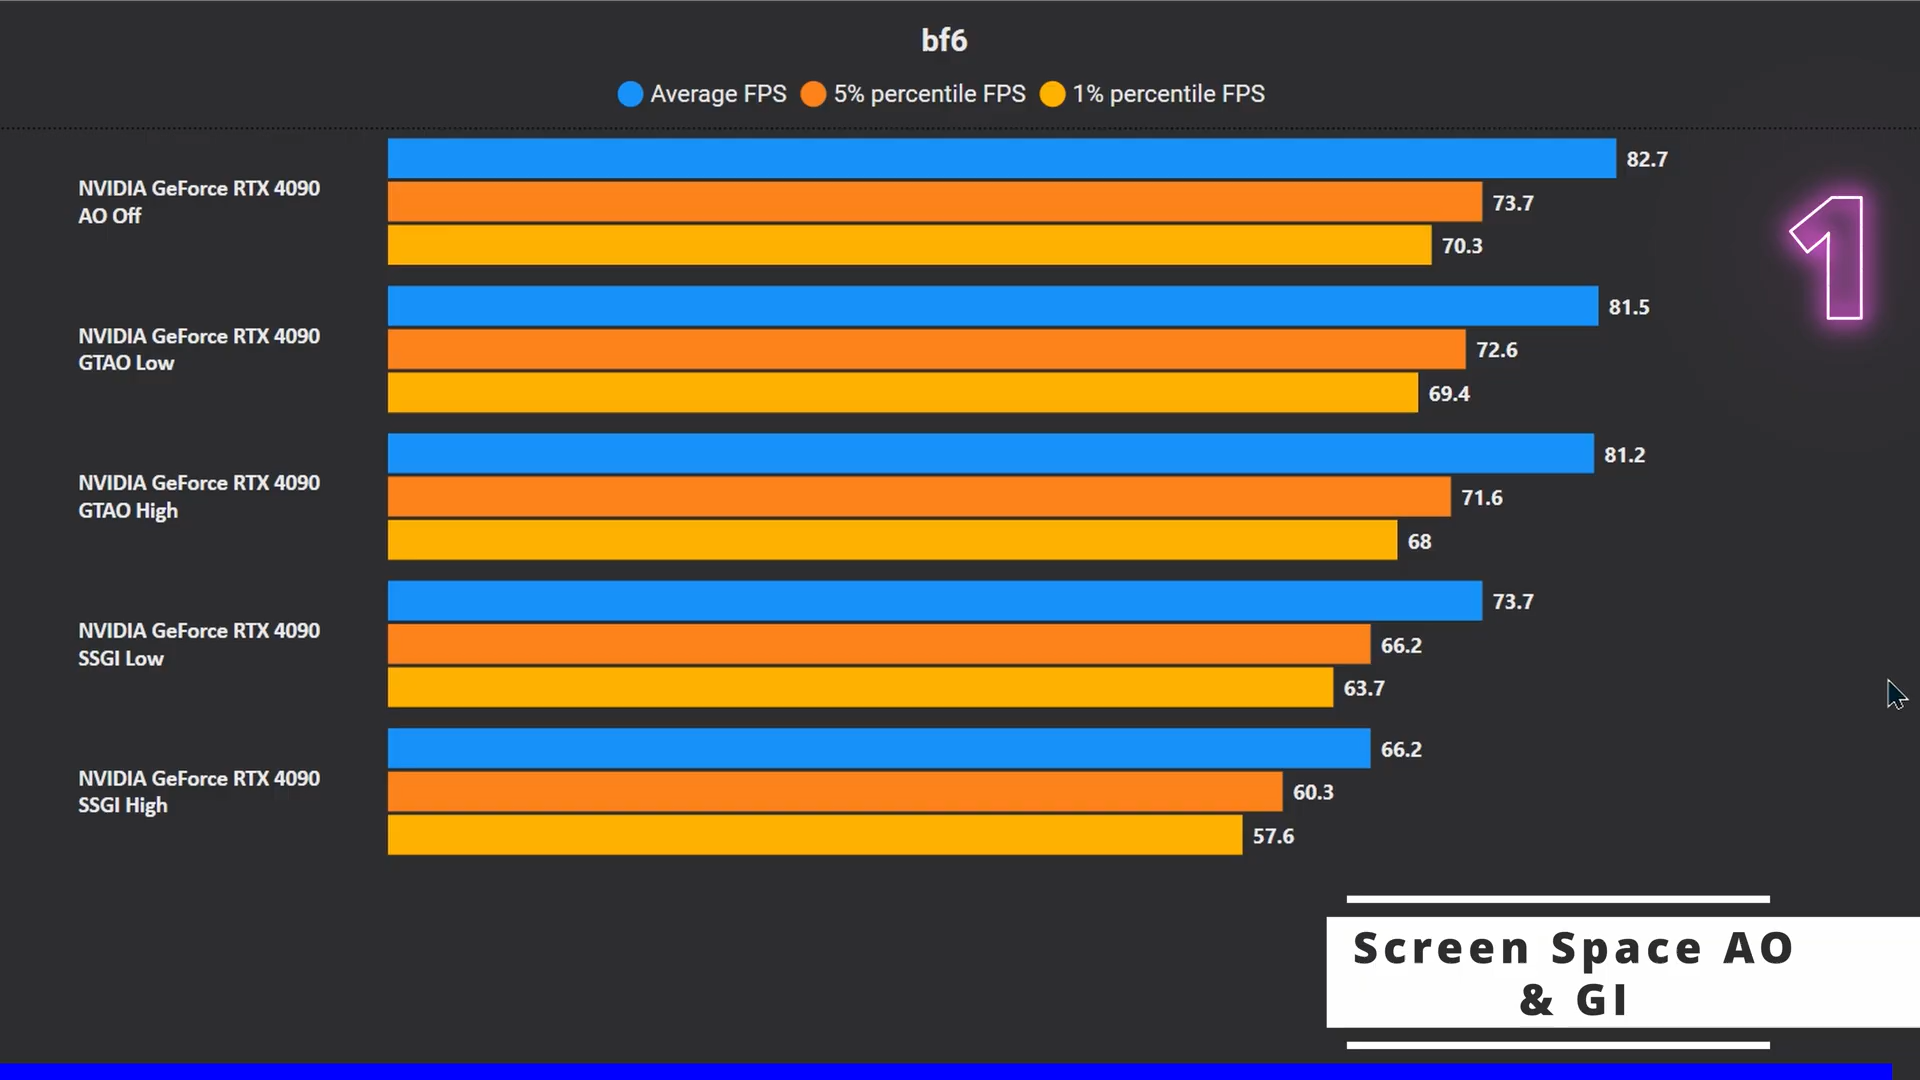 bf6
Average FPS 5% percentile FPS 1% percentile FPS
NVIDIA GeForce RTX 4090
AO Off
82.7
73.7
70.3
1
NVIDIA GeForce RTX 4090
GTAO Low
81.5
72.6
69.4
NVIDIA GeForce RTX 4090
GTAO High
81.2
71.6
68
NVIDIA GeForce RTX 4090
SSGI Low
73.7
66.2
63.7
NVIDIA GeForce RTX 4090
SSGI High
66.2
60.3
57.6
Screen Space AO
& GI